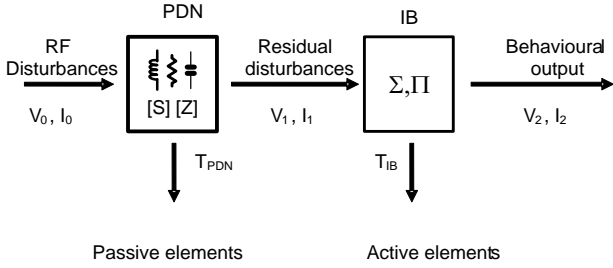 PDN
IB
RF
Disturbances
Residual
disturbances
Behavioural
output
[S] [Z]
Σ,Π
V0, I0
V1, I1
V2, I2
TPDN
TIB
Passive elements
Active elements